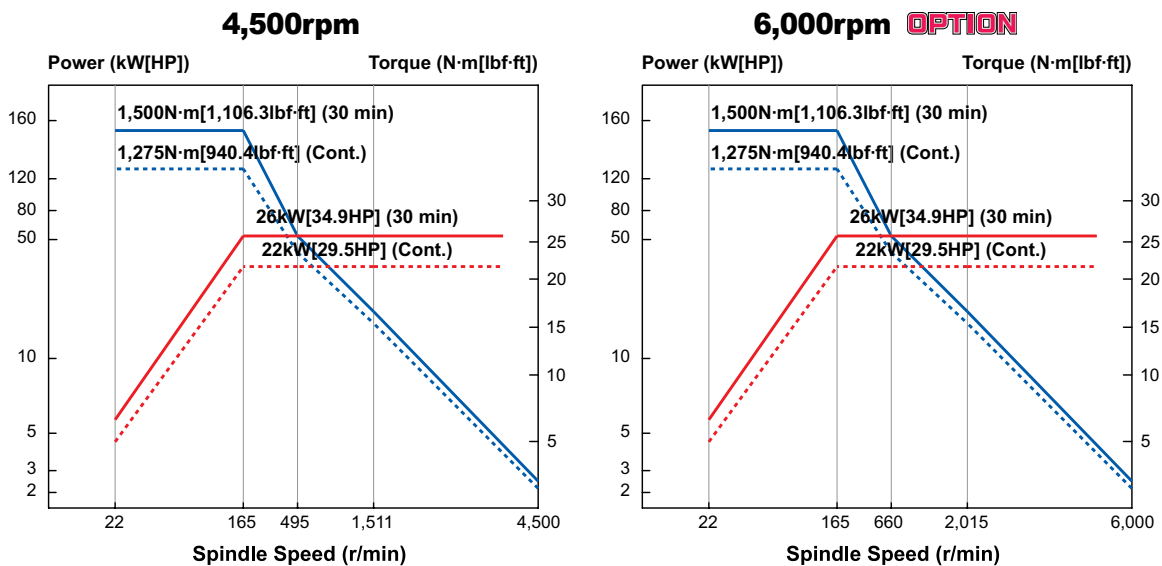 4,500rpm
Power (kW[HP]) Torque (N·m[lbf·ft])
1,500N·m[1,106.3lbf·ft] (30 min)
1,275N·m[940.4lbf·ft] (Cont.)
26kW[34.9HP] (30 min)
22kW[29.5HP] (Cont.)
160
120
80
50
10
5
3
2
30
25
20
15
10
5
22 165 495 1,511 4,500
Spindle Speed (r/min)
6,000rpm OPTION
Power (kW[HP]) Torque (N·m[lbf·ft])
1,500N·m[1,106.3lbf·ft] (30 min)
1,275N·m[940.4lbf·ft] (Cont.)
26kW[34.9HP] (30 min)
22kW[29.5HP] (Cont.)
160
120
80
50
10
5
3
2
30
25
20
15
10
5
22 165 660 2,015 6,000
Spindle Speed (r/min)